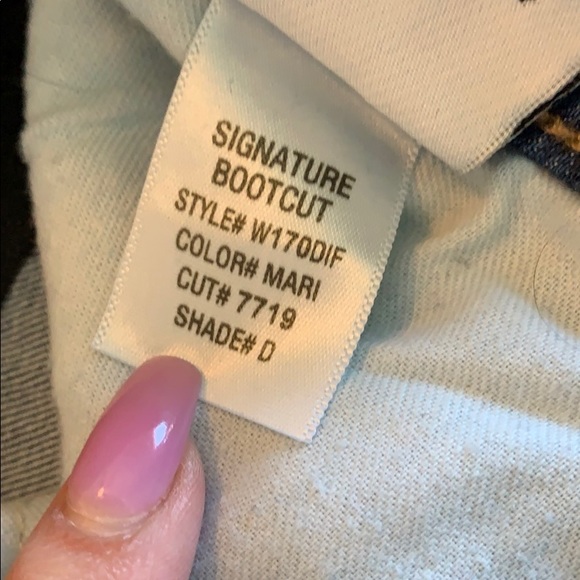 SIGNATURE
BOOTCUT
STYLE# W170DIF
COLOR# MARI
CUT# 7719
SHADE# D